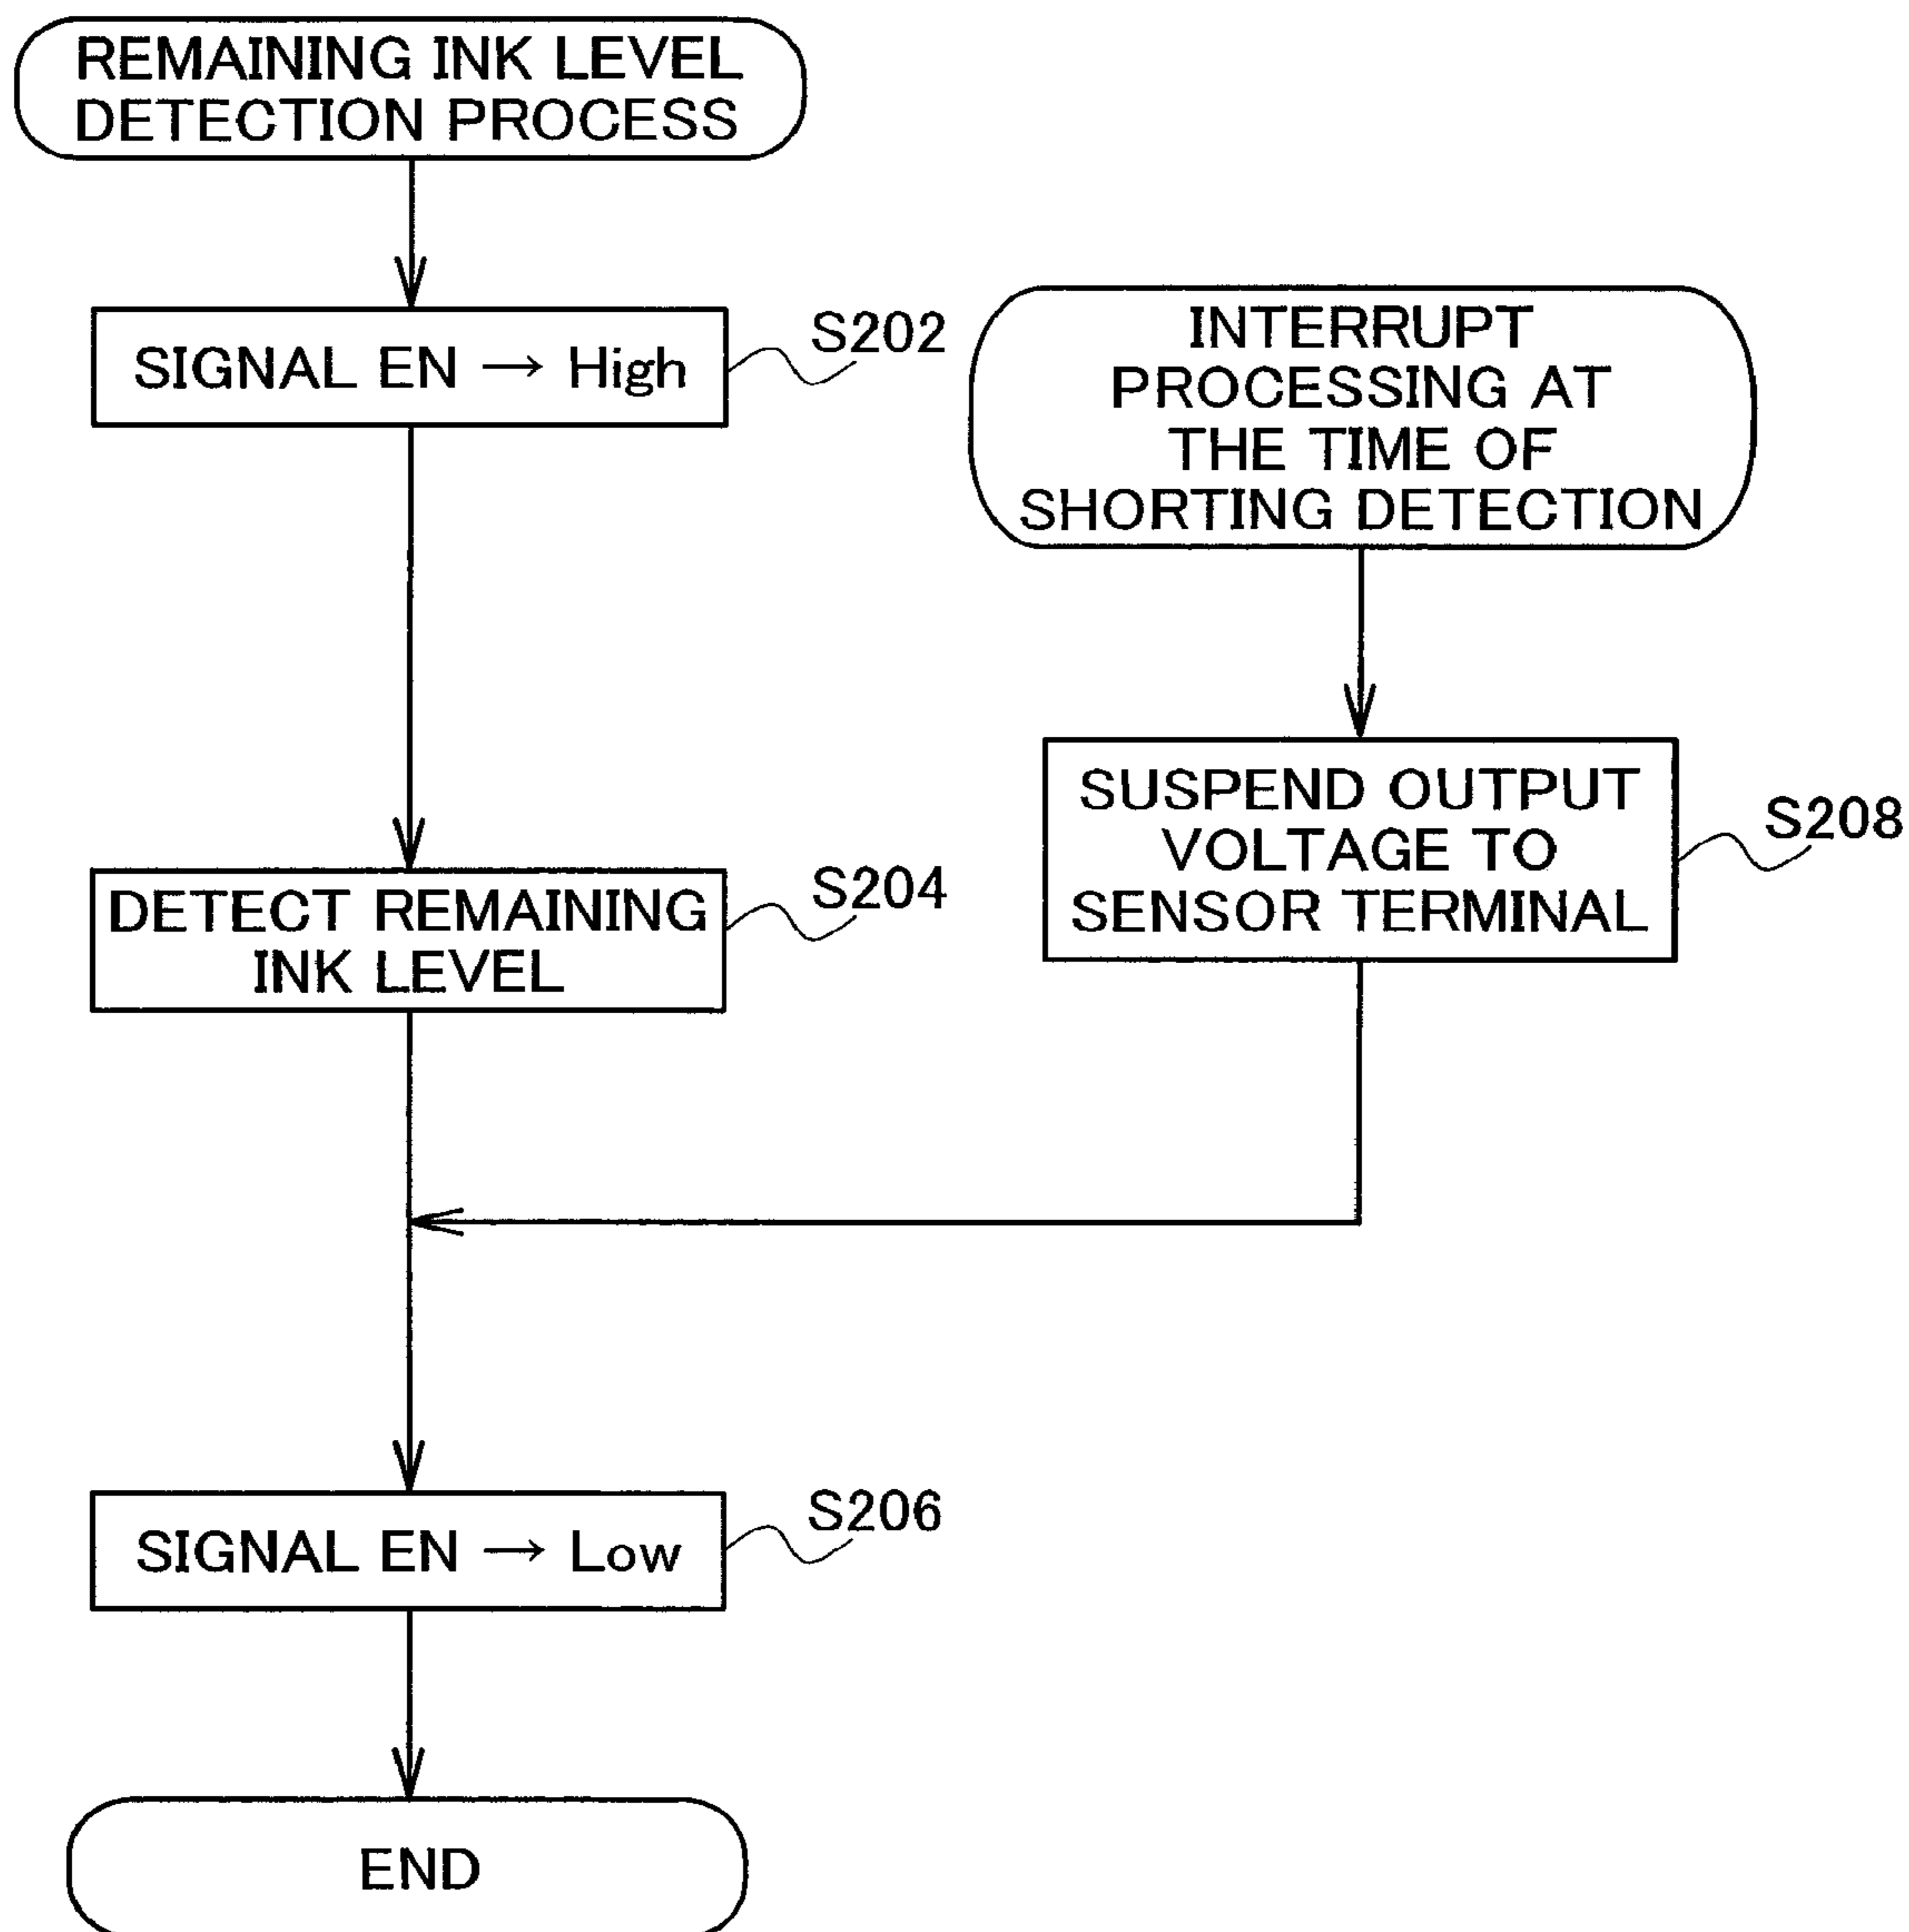 REMAINING INK LEVEL
DETECTION PROCESS
SIGNAL EN → High
S202
INTERRUPT
PROCESSING AT
THE TIME OF
SHORTING DETECTION
SUSPEND OUTPUT
VOLTAGE TO
SENSOR TERMINAL
S208
DETECT REMAINING
INK LEVEL
S204
SIGNAL EN → Low
S206
END